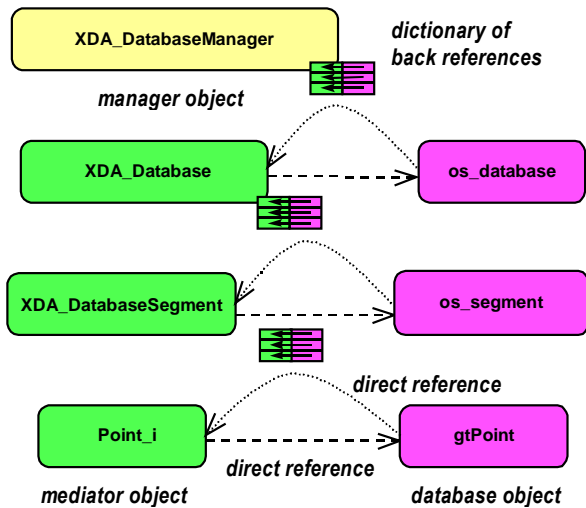 XDA_DatabaseManager
dictionary of
back references
manager object
XDA_Database
os_database
XDA_DatabaseSegment
os_segment
direct reference
Point_i
gtPoint
direct reference
mediator object
database object